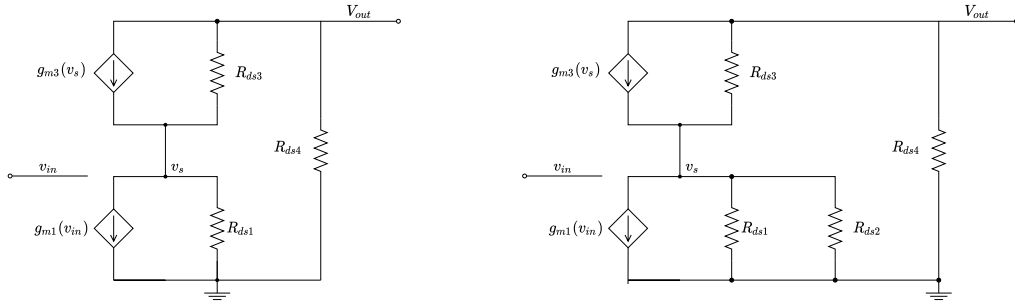 V_out
g_m3(v_s)
R_ds3
R_ds4
v_in
v_s
g_m1(v_in)
R_ds1
V_out
g_m3(v_s)
R_ds3
R_ds4
v_in
v_s
g_m1(v_in)
R_ds1
R_ds2